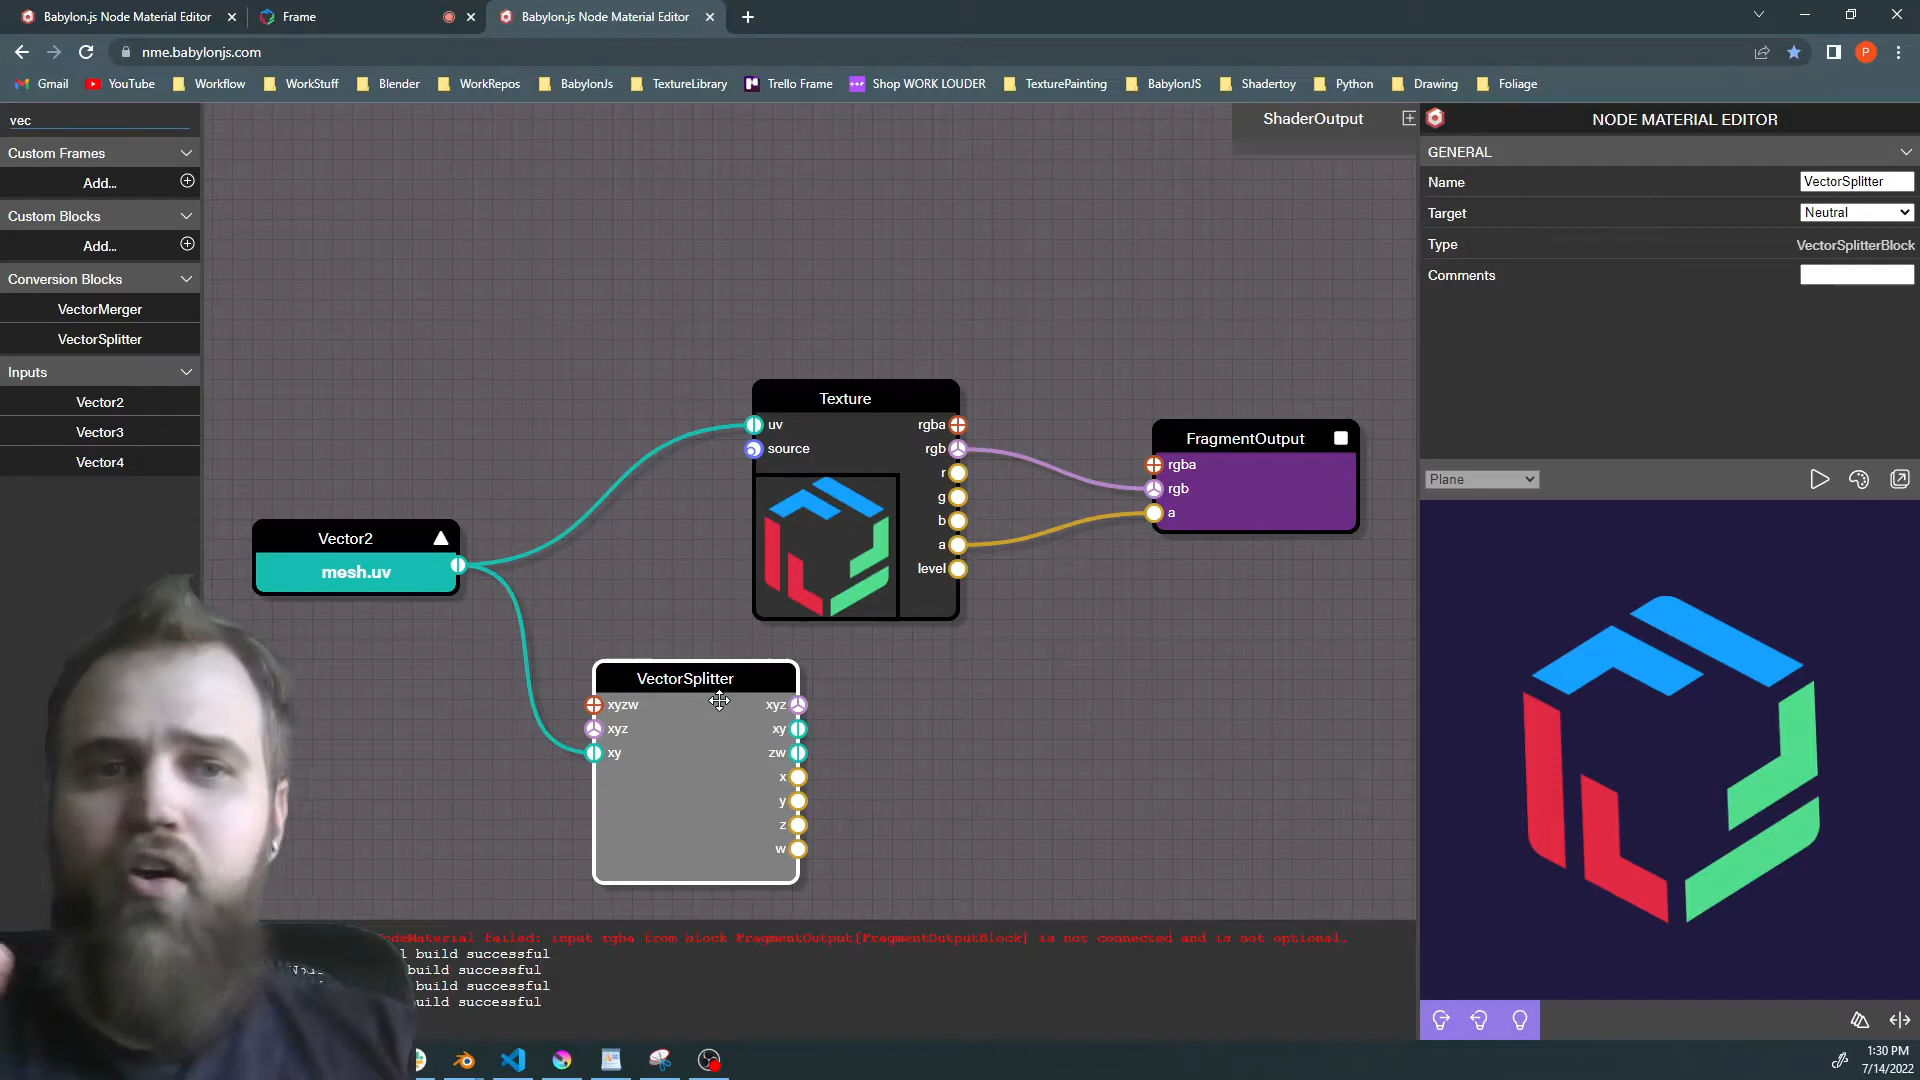 Babylon.js Node Material Editor
Frame
Babylon.js Node Material Editor
nme.babylonjs.com
P
Gmail
YouTube
Workflow
WorkStuff
Blender
WorkRepos
BabylonJs
TextureLibrary
Trello Frame
Shop WORK LOUDER
TexturePainting
BabylonJS
Shadertoy
Python
Drawing
Foliage
vec
Custom Frames
Add...
Custom Blocks
Add...
Conversion Blocks
VectorMerger
VectorSplitter
Inputs
Vector2
Vector3
Vector4
ShaderOutput
Vector2
mesh.uv
Texture
uv
source
rgba
rgb
r
g
b
a
level
FragmentOutput
rgba
rgb
a
VectorSplitter
xyzw
xyz
xy
xyz
xy
zw
x
y
z
w
NODE MATERIAL EDITOR
GENERAL
Name
VectorSplitter
Target
Neutral
Type
VectorSplitterBlock
Comments
Plane
failed: input rgba from block FragmentOutput[FragmentOutputBlock] is not connected and is not optional.
build successful
build successful
build successful
build successful
1:30 PM
7/14/2022